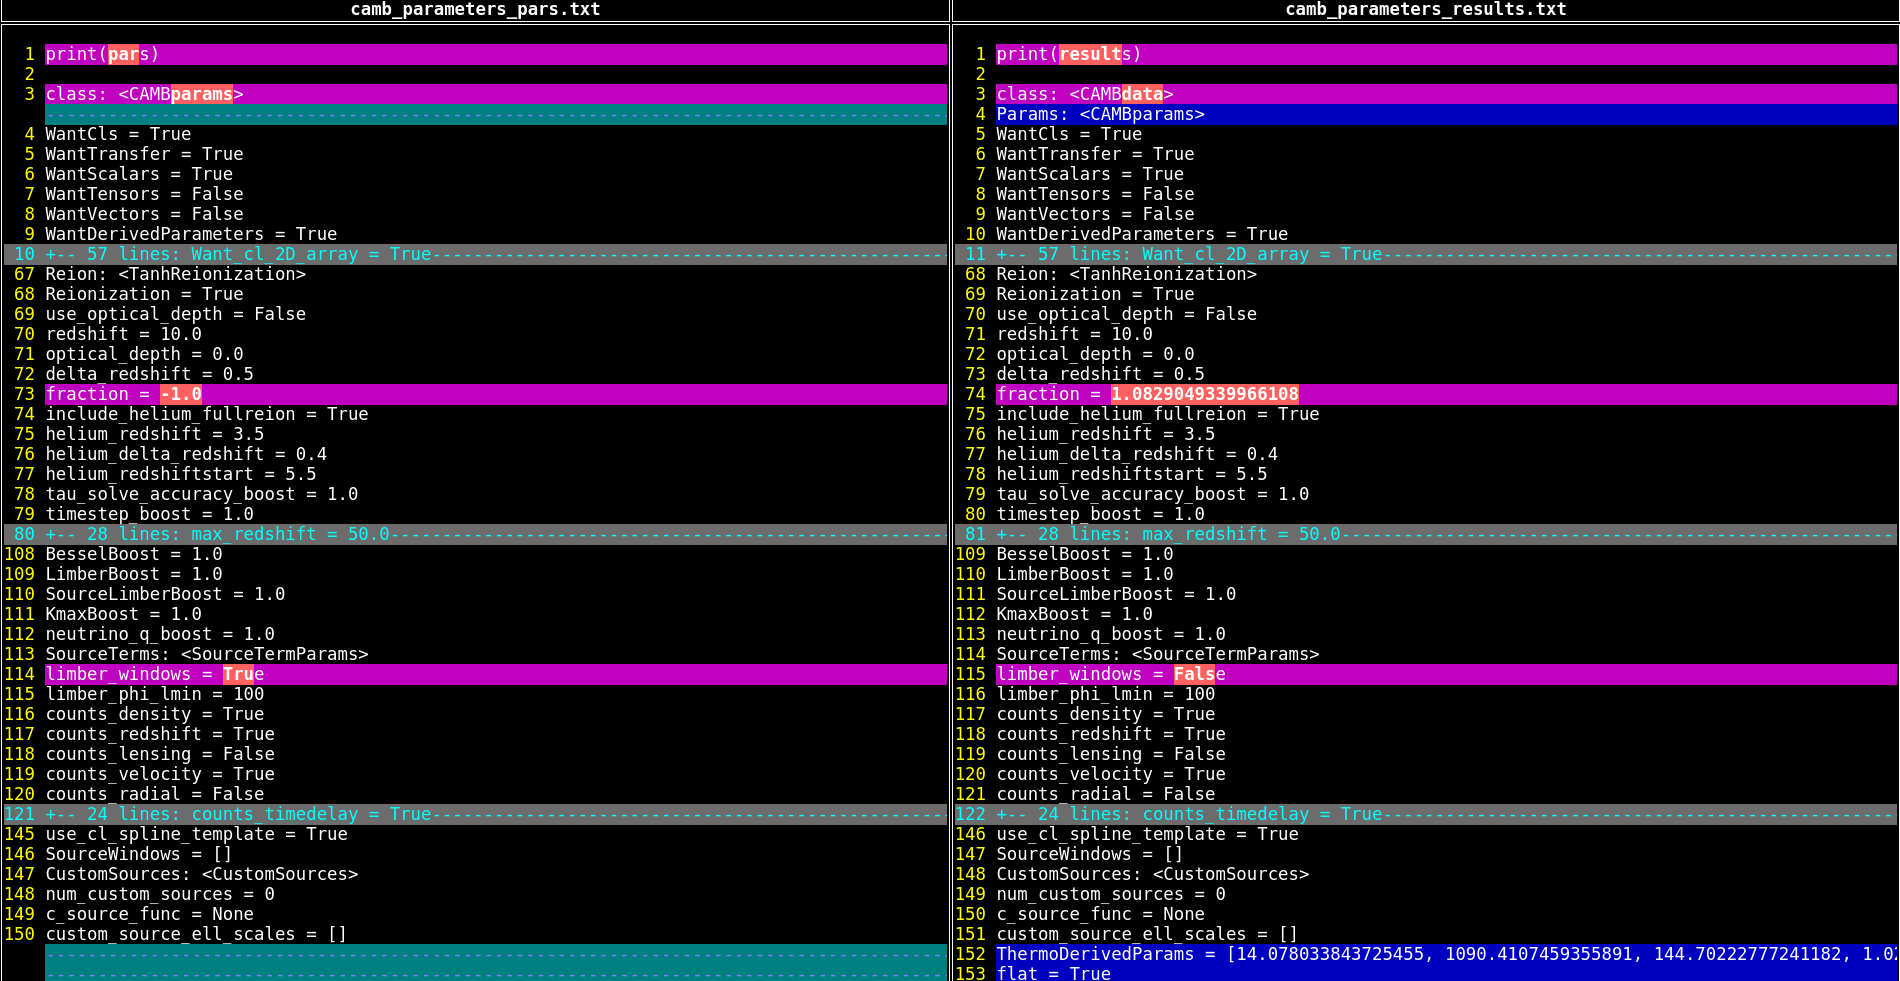 camb_parameters_pars.txt
1 print(pars)
2
3 class: <CAMBparams>
4 WantCls = True
5 WantTransfer = True
6 WantScalars = True
7 WantTensors = False
8 WantVectors = False
9 WantDerivedParameters = True
10 +-- 57 lines: Want_cl_2D_array = True
67 Reion: <TanhReionization>
68 Reionization = True
69 use_optical_depth = False
70 redshift = 10.0
71 optical_depth = 0.0
72 delta_redshift = 0.5
73 fraction = -1.0
74 include_helium_fullreion = True
75 helium_redshift = 3.5
76 helium_delta_redshift = 0.4
77 helium_redshiftstart = 5.5
78 tau_solve_accuracy_boost = 1.0
79 timestep_boost = 1.0
80 +-- 28 lines: max_redshift = 50.0
108 BesselBoost = 1.0
109 LimberBoost = 1.0
110 SourceLimberBoost = 1.0
111 KmaxBoost = 1.0
112 neutrino_q_boost = 1.0
113 SourceTerms: <SourceTermParams>
114 limber_windows = True
115 limber_phi_lmin = 100
116 counts_density = True
117 counts_redshift = True
118 counts_lensing = False
119 counts_velocity = True
120 counts_radial = False
121 +-- 24 lines: counts_timedelay = True
145 use_cl_spline_template = True
146 SourceWindows = []
147 CustomSources: <CustomSources>
148 num_custom_sources = 0
149 c_source_func = None
150 custom_source_ell_scales = []
camb_parameters_results.txt
1 print(results)
2
3 class: <CAMBdata>
4 Params: <CAMBparams>
5 WantCls = True
6 WantTransfer = True
7 WantScalars = True
8 WantTensors = False
9 WantVectors = False
10 WantDerivedParameters = True
11 +-- 57 lines: Want_cl_2D_array = True
68 Reion: <TanhReionization>
69 Reionization = True
70 use_optical_depth = False
71 redshift = 10.0
72 optical_depth = 0.0
73 delta_redshift = 0.5
74 fraction = 1.0829049339966108
75 include_helium_fullreion = True
76 helium_redshift = 3.5
77 helium_delta_redshift = 0.4
78 helium_redshiftstart = 5.5
79 tau_solve_accuracy_boost = 1.0
80 timestep_boost = 1.0
81 +-- 28 lines: max_redshift = 50.0
109 BesselBoost = 1.0
110 LimberBoost = 1.0
111 SourceLimberBoost = 1.0
112 KmaxBoost = 1.0
113 neutrino_q_boost = 1.0
114 SourceTerms: <SourceTermParams>
115 limber_windows = False
116 limber_phi_lmin = 100
117 counts_density = True
118 counts_redshift = True
119 counts_lensing = False
120 counts_velocity = True
121 counts_radial = False
122 +-- 24 lines: counts_timedelay = True
146 use_cl_spline_template = True
147 SourceWindows = []
148 CustomSources: <CustomSources>
149 num_custom_sources = 0
150 c_source_func = None
151 custom_source_ell_scales = []
152 ThermoDerivedParams = [14.078033843725455, 1090.4107459355891, 144.70222777241182, 1.0
153 flat = True